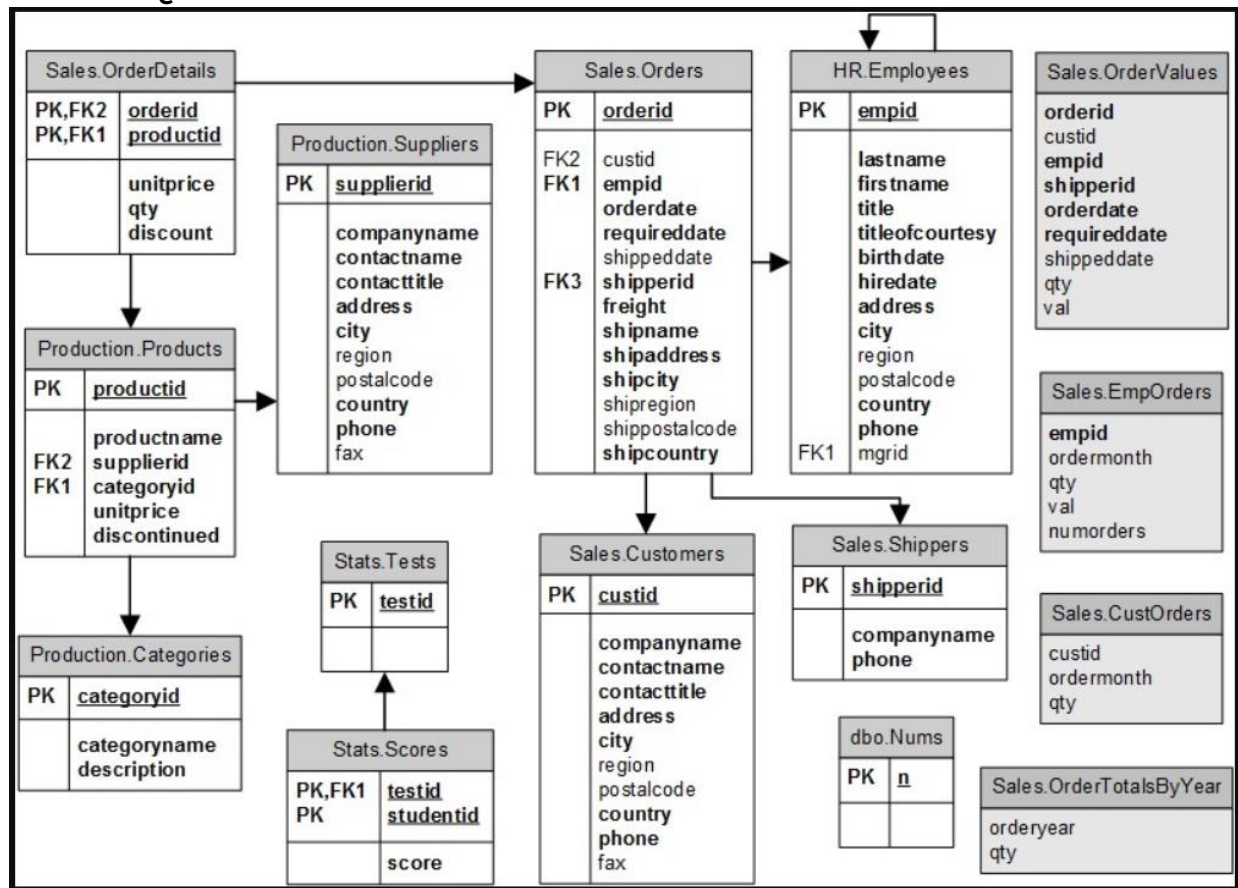 Sales.OrderDetails
PK,FK2 orderid
PK,FK1 productid
unitprice
qty
discount
Production.Suppliers
PK supplierid
companyname
contactname
contacttitle
address
city
region
postalcode
country
phone
fax
Sales.Orders
PK orderid
FK2 custid
FK1 empid
orderdate
requireddate
shippeddate
FK3 shipperid
freight
shipname
shipaddress
shipcity
shipregion
shippostalcode
shipcountry
HR.Employees
PK empid
lastname
firstname
title
titleofcourtesy
birthdate
hiredate
address
city
region
postalcode
country
phone
FK1 mgrid
Sales.OrderValues
orderid
custid
empid
shipperid
orderdate
requireddate
shippeddate
qty
val
Production.Products
PK productid
productname
FK2 supplierid
FK1 categoryid
unitprice
discontinued
Sales.EmpOrders
empid
ordermonth
qty
val
numorders
Stats.Tests
PK testid
Sales.Customers
PK custid
companyname
contactname
contacttitle
address
city
region
postalcode
country
phone
fax
Sales.Shippers
PK shipperid
companyname
phone
Sales.CustOrders
custid
ordermonth
qty
Production.Categories
PK categoryid
categoryname
description
Stats.Scores
PK,FK1 testid
PK studentid
score
dbo.Nums
PK n
Sales.OrderTotalsByYear
orderyear
qty